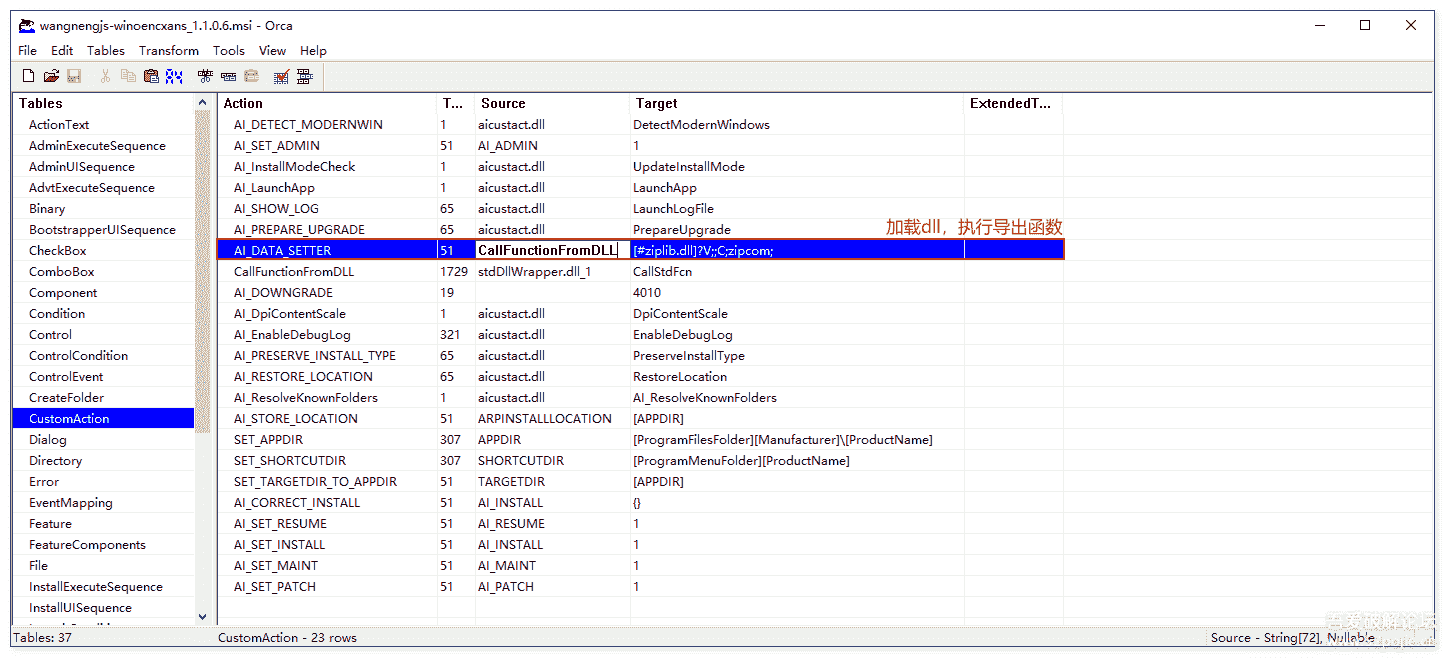 wangnengjs-winoencxans_1.1.0.6.msi - Orca
File Edit Tables Transform Tools View Help
Tables Action T... Source Target ExtendedT...
ActionText AI_DETECT_MODERNWIN 1 aicustact.dll DetectModernWindows
AdminExecuteSequence AI_SET_ADMIN 51 AI_ADMIN 1
AdminUISequence AI_InstallModeCheck 1 aicustact.dll UpdateInstallMode
AdvtExecuteSequence AI_LaunchApp 1 aicustact.dll LaunchApp
Binary AI_SHOW_LOG 65 aicustact.dll LaunchLogFile
BootstrapperUISequence AI_PREPARE_UPGRADE 65 aicustact.dll PrepareUpgrade
加载dll，执行导出函数
CheckBox AI_DATA_SETTER 51 CallFunctionFromDLL [#ziplib.dll]?V;;C;zipcom;
ComboBox CallFunctionFromDLL 1729 stdDllWrapper.dll_1 CallStdFcn
Component AI_DOWNGRADE 19 4010
Condition AI_DpiContentScale 1 aicustact.dll DpiContentScale
Control AI_EnableDebugLog 321 aicustact.dll EnableDebugLog
ControlCondition AI_PRESERVE_INSTALL_TYPE 65 aicustact.dll PreserveInstallType
ControlEvent AI_RESTORE_LOCATION 65 aicustact.dll RestoreLocation
CreateFolder AI_ResolveKnownFolders 1 aicustact.dll AI_ResolveKnownFolders
CustomAction AI_STORE_LOCATION 51 ARPINSTALLLOCATION [APPDIR]
Dialog SET_APPDIR 307 APPDIR [ProgramFilesFolder][Manufacturer]\[ProductName]
Directory SET_SHORTCUTDIR 307 SHORTCUTDIR [ProgramMenuFolder][ProductName]
Error SET_TARGETDIR_TO_APPDIR 51 TARGETDIR [APPDIR]
EventMapping AI_CORRECT_INSTALL 51 AI_INSTALL {}
Feature AI_SET_RESUME 51 AI_RESUME 1
FeatureComponents AI_SET_INSTALL 51 AI_INSTALL 1
File AI_SET_MAINT 51 AI_MAINT 1
InstallExecuteSequence AI_SET_PATCH 51 AI_PATCH 1
InstallUISequence
Tables: 37 CustomAction - 23 rows Source - String[72], Nullable
吾爱破解论坛